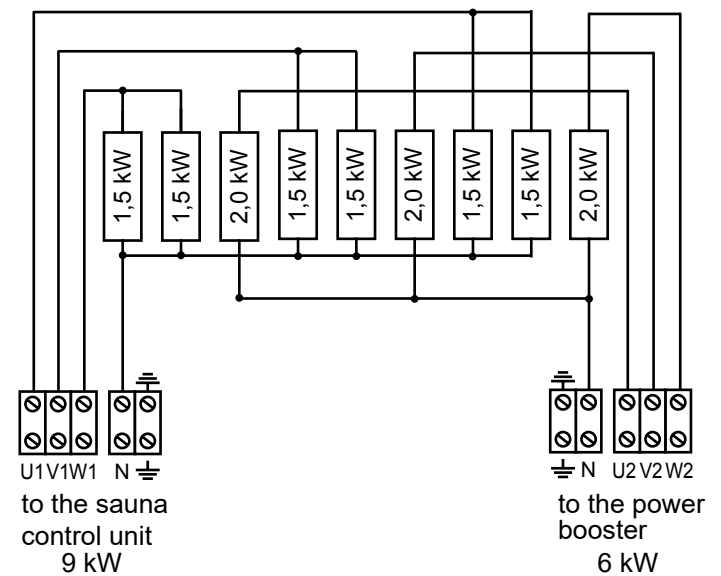 1,5 kW
1,5 kW
2,0 kW
1,5 kW
1,5 kW
2,0 kW
1,5 kW
1,5 kW
2,0 kW
U1 V1 W1 N
N U2 V2 W2
to the sauna
control unit
9 kW
to the power
booster
6 kW